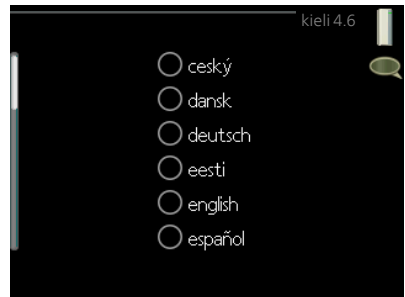 kieli 4.6
ceský
dansk
deutsch
eesti
english
español